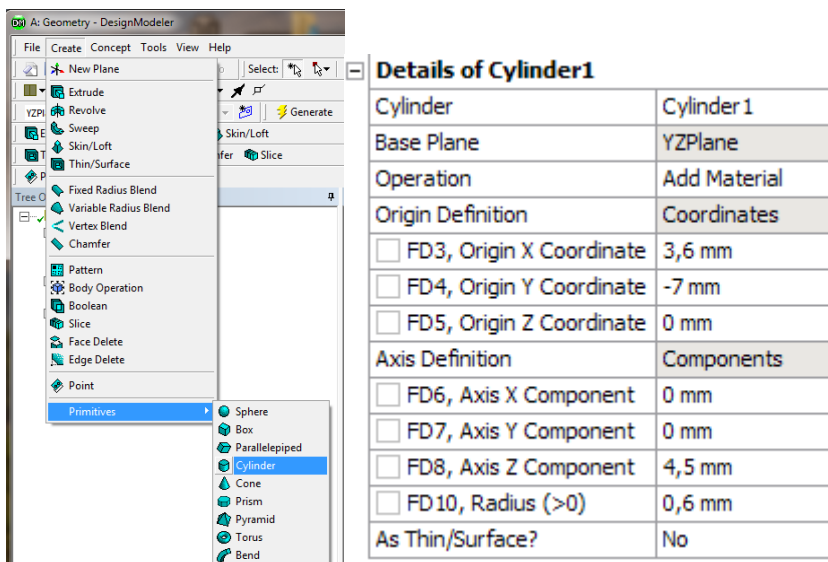 A: Geometry - DesignModeler
File Create Concept Tools View Help
New Plane
Select:
Extrude
YZPl
Revolve
Generate
Sweep
E
Skin/Loft
Skin/Loft
T
Thin/Surface
fer
Slice
P
Fixed Radius Blend
Tree O
Variable Radius Blend
Vertex Blend
Chamfer
Pattern
Body Operation
Boolean
Slice
Face Delete
Edge Delete
Point
Primitives
Sphere
Box
Parallelepiped
Cylinder
Cone
Prism
Pyramid
Torus
Bend
Details of Cylinder1
Cylinder Cylinder1
Base Plane YZPlane
Operation Add Material
Origin Definition Coordinates
FD3, Origin X Coordinate 3,6 mm
FD4, Origin Y Coordinate -7 mm
FD5, Origin Z Coordinate 0 mm
Axis Definition Components
FD6, Axis X Component 0 mm
FD7, Axis Y Component 0 mm
FD8, Axis Z Component 4,5 mm
FD10, Radius (>0) 0,6 mm
As Thin/Surface? No